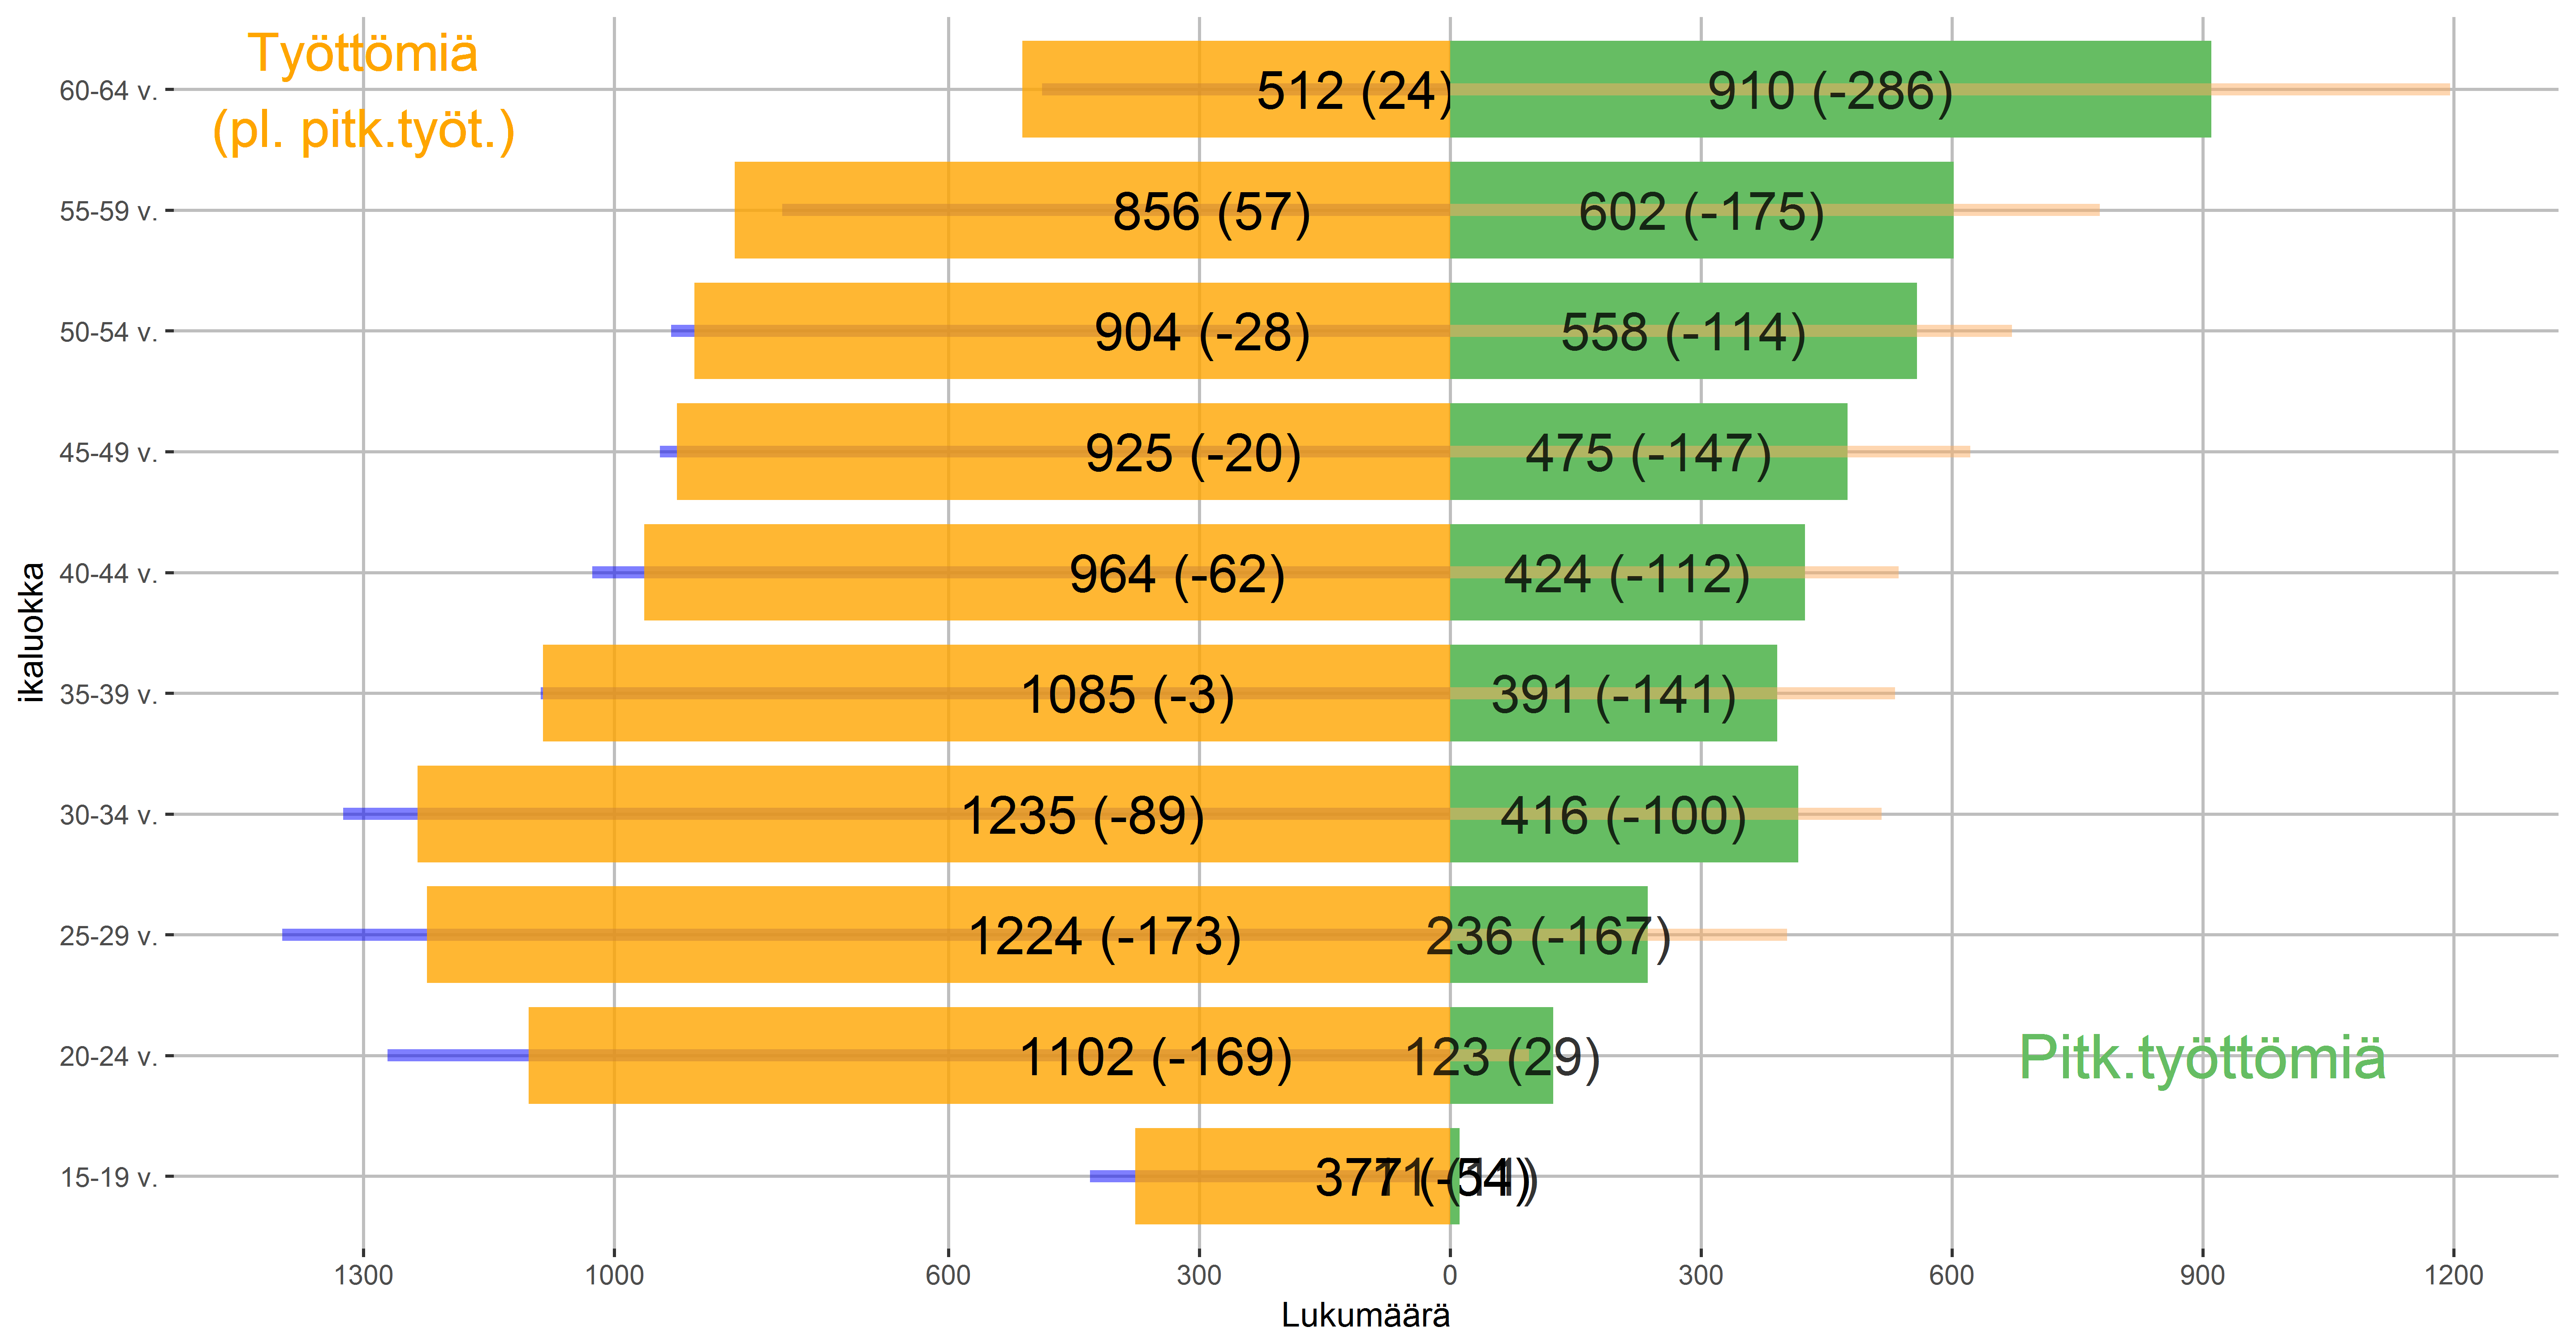 Työttömiä
(pl. pitk.työt.)
60-64 v.
512 (24)
910 (-286)
55-59 v.
856 (57)
602 (-175)
50-54 v.
904 (-28)
558 (-114)
45-49 v.
925 (-20)
475 (-147)
40-44 v.
964 (-62)
424 (-112)
35-39 v.
1085 (-3)
391 (-141)
30-34 v.
1235 (-89)
416 (-100)
25-29 v.
1224 (-173)
236 (-167)
20-24 v.
1102 (-169)
123 (29)
Pitk.työttömiä
15-19 v.
377 (-54)
ikaluokka
1300 1000 600 300 0 300 600 900 1200
Lukumäärä